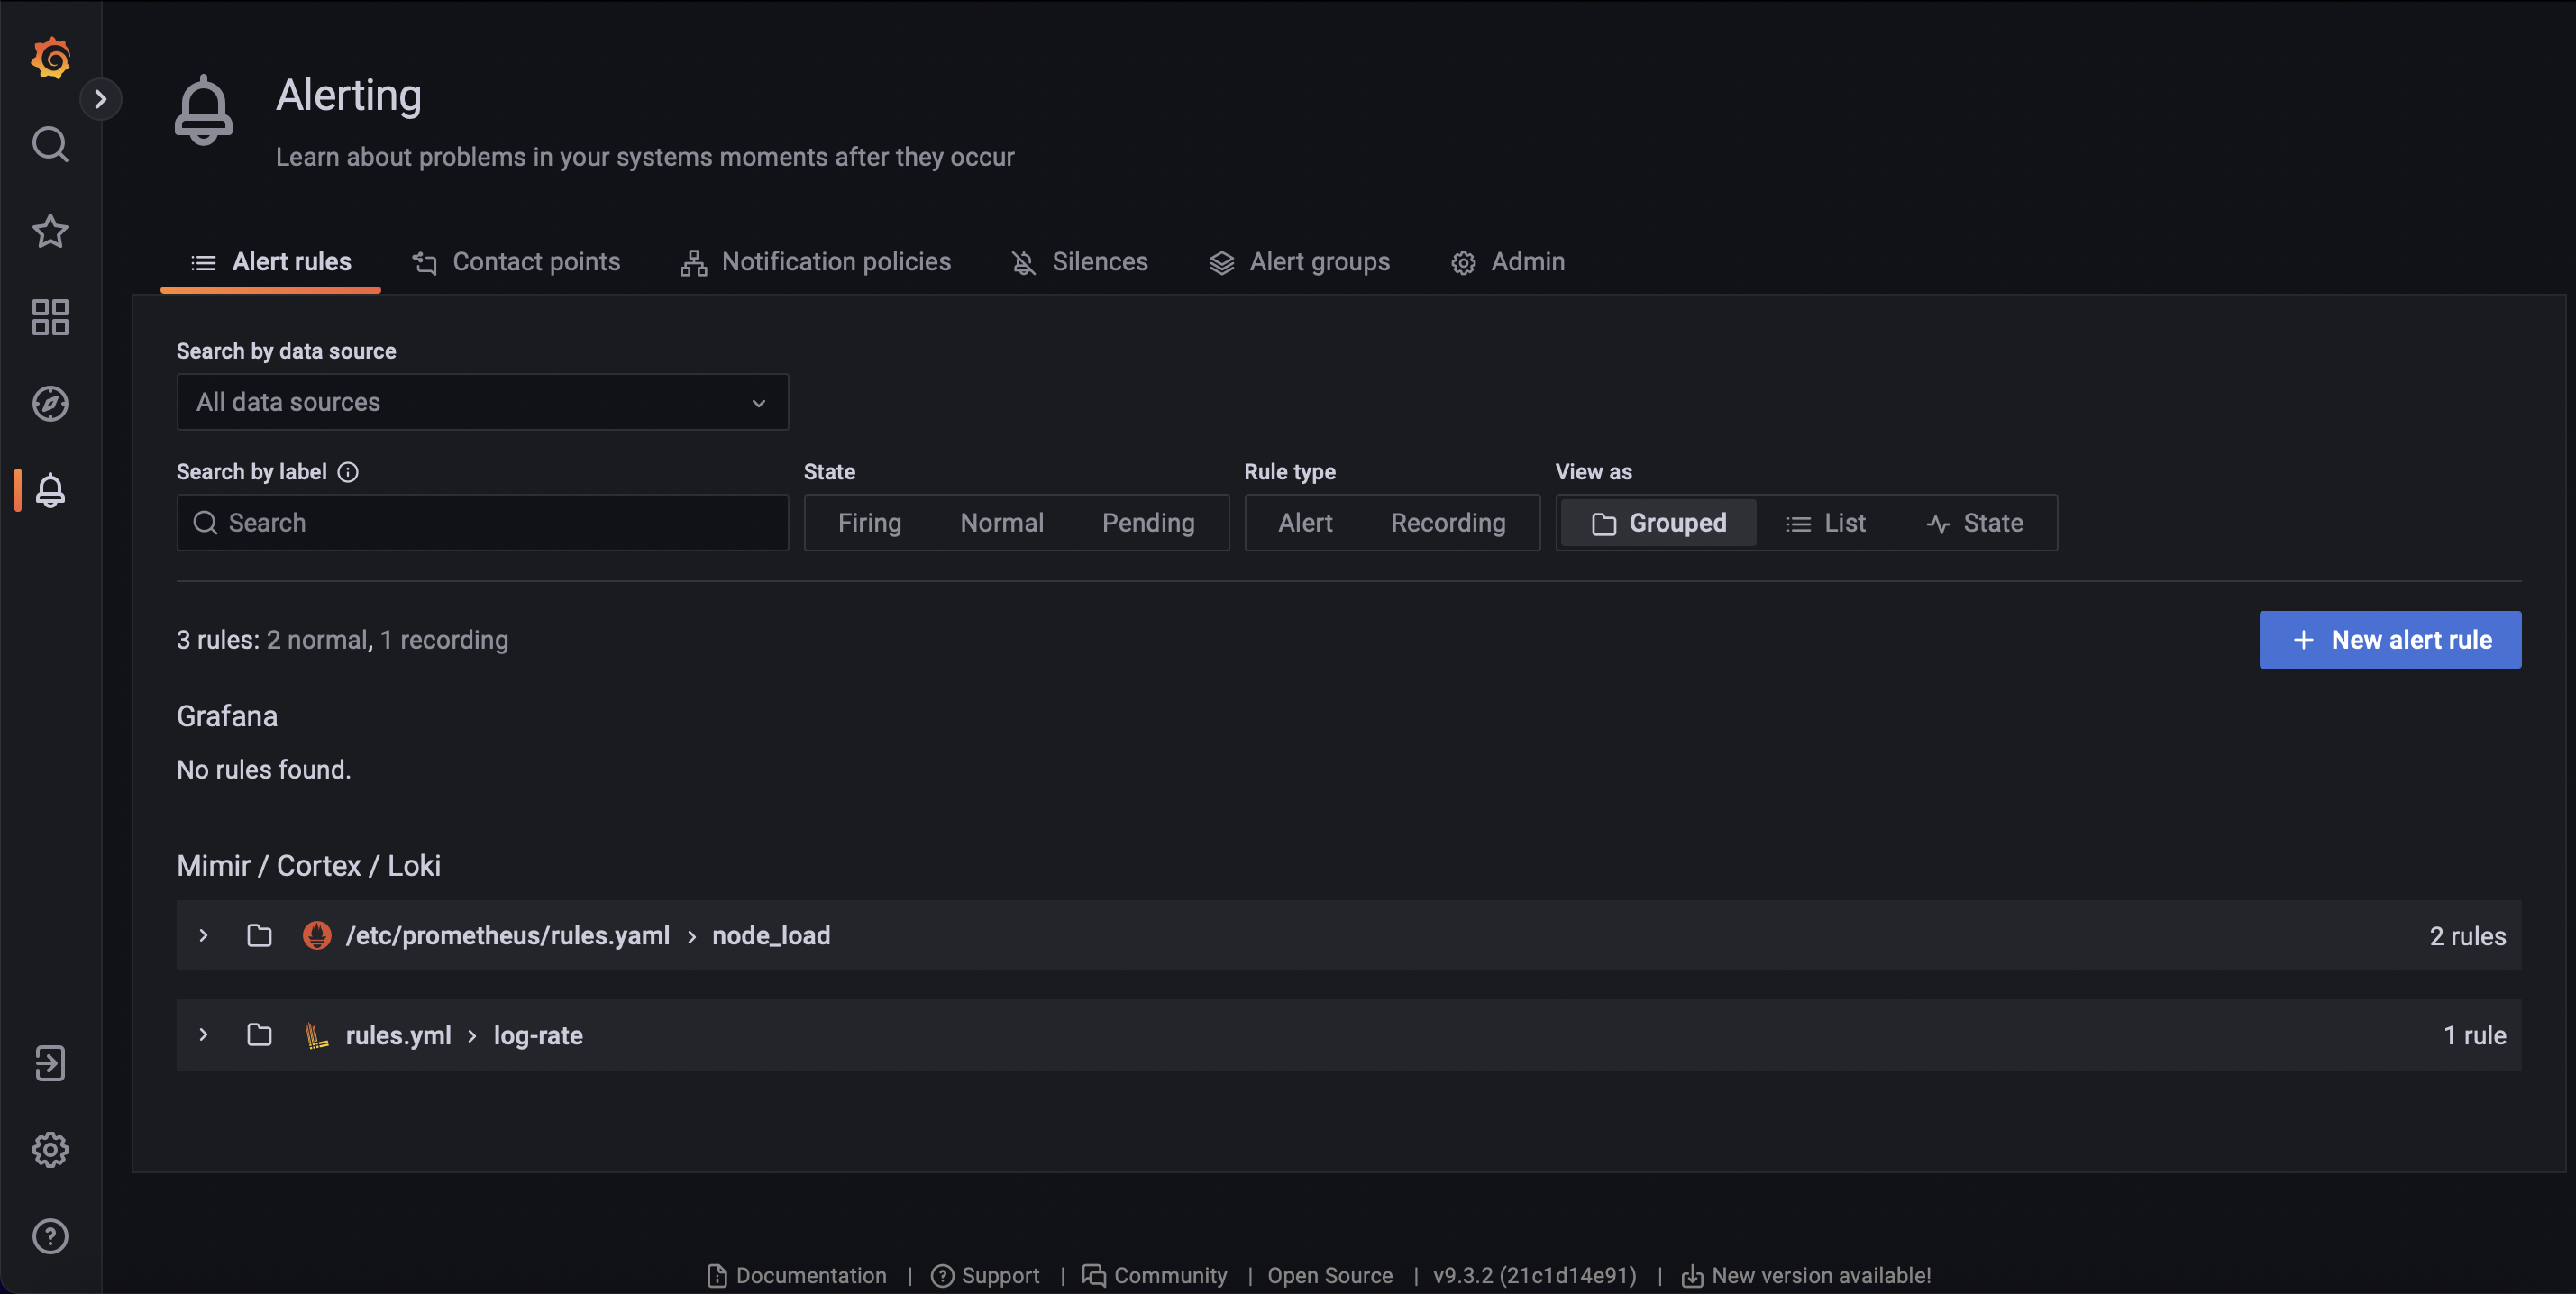 Alerting
Learn about problems in your systems moments after they occur
Alert rules Contact points Notification policies Silences Alert groups Admin
Search by data source
All data sources
Search by label State Rule type View as
Search Firing Normal Pending Alert Recording Grouped List State
3 rules: 2 normal, 1 recording New alert rule
Grafana
No rules found.
Mimir / Cortex / Loki
/etc/prometheus/rules.yaml > node_load 2 rules
rules.yml > log-rate 1 rule
Documentation | Support | Community | Open Source | v9.3.2 (21c1d14e91) | New version available!